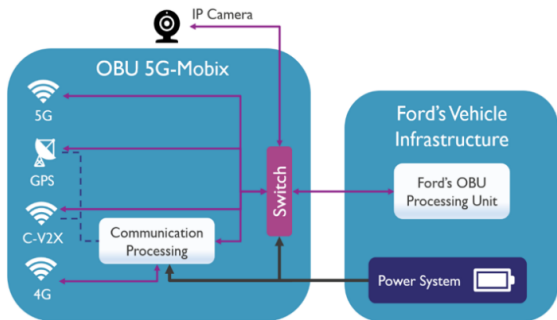 IP Camera
OBU 5G-Mobix
5G
GPS
C-V2X
4G
Communication
Processing
Switch
Ford's Vehicle
Infrastructure
Ford's OBU
Processing Unit
Power System